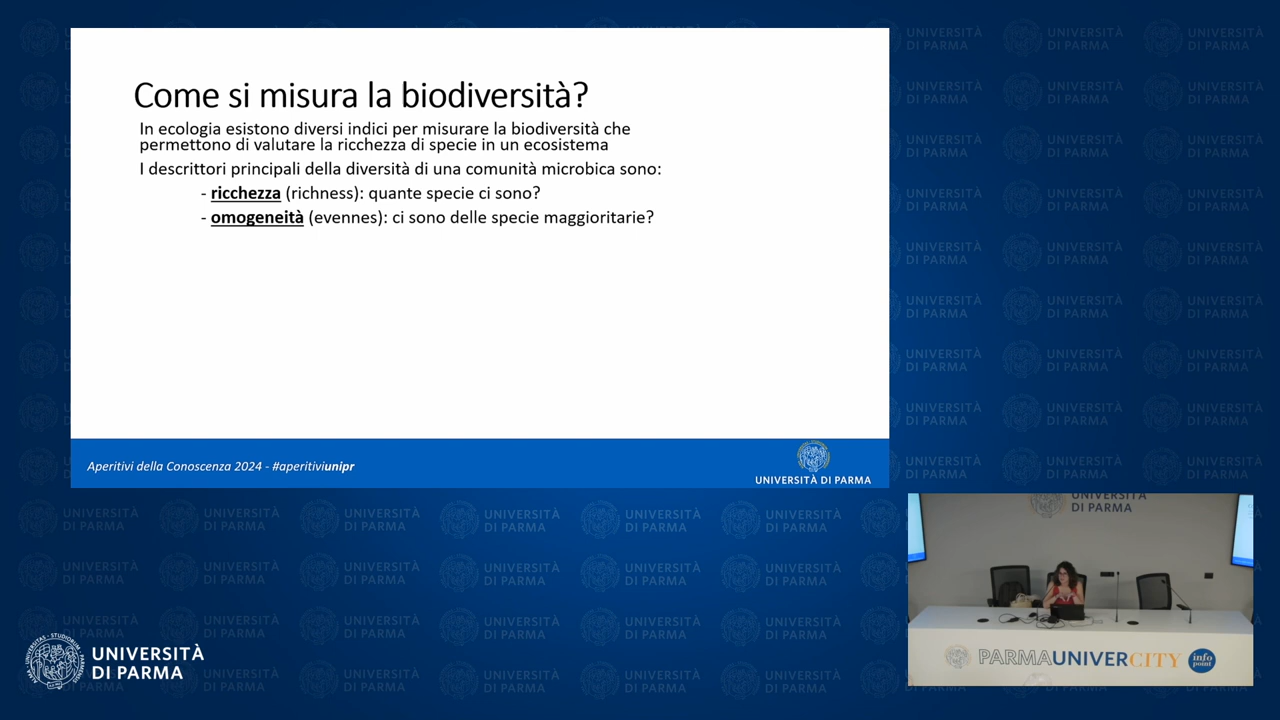 Come si misura la biodiversità?
In ecologia esistono diversi indici per misurare la biodiversità che
permettono di valutare la ricchezza di specie in un ecosistema
I descrittori principali della diversità di una comunità microbica sono:
- ricchezza (richness): quante specie ci sono?
- omogeneità (evennes): ci sono delle specie maggioritarie?
Aperitivi della Conoscenza 2024 - #aperitiviunipr
UNIVERSITÀ DI PARMA
UNIVERSITÀ
DI PARMA
PARMAUNIVERCITY info point
UNIVERSITÀ
DI PARMA